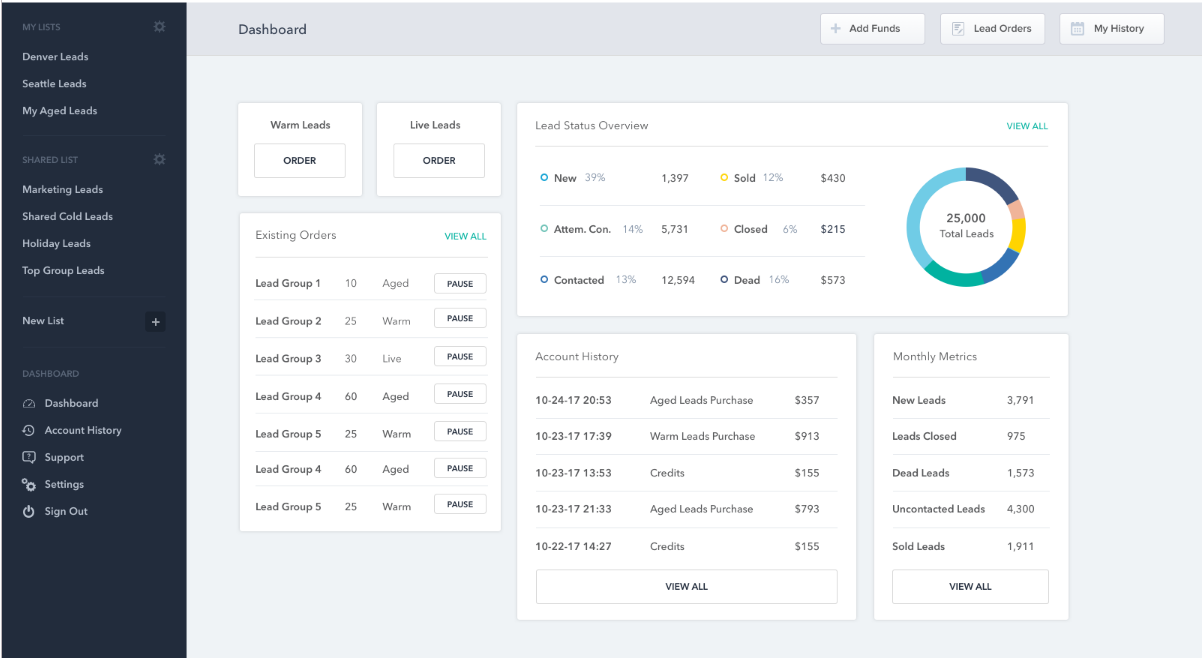 MY LISTS
Denver Leads
Seattle Leads
My Aged Leads
SHARED LIST
Marketing Leads
Shared Cold Leads
Holiday Leads
Top Group Leads
New List +
DASHBOARD
Dashboard
Account History
Support
Settings
Sign Out
Dashboard
+ Add Funds
Lead Orders
My History
Warm Leads
ORDER
Live Leads
ORDER
Existing Orders VIEW ALL
Lead Group 1 10 Aged PAUSE
Lead Group 2 25 Warm PAUSE
Lead Group 3 30 Live PAUSE
Lead Group 4 60 Aged PAUSE
Lead Group 5 25 Warm PAUSE
Lead Group 4 60 Aged PAUSE
Lead Group 5 25 Warm PAUSE
Lead Status Overview VIEW ALL
New 39% 1,397 Sold 12% $430
Attem. Con. 14% 5,731 Closed 6% $215
Contacted 13% 12,594 Dead 16% $573
25,000
Total Leads
Account History
10-24-17 20:53 Aged Leads Purchase $357
10-23-17 17:39 Warm Leads Purchase $913
10-23-17 13:53 Credits $155
10-23-17 21:33 Aged Leads Purchase $793
10-22-17 14:27 Credits $155
VIEW ALL
Monthly Metrics
New Leads 3,791
Leads Closed 975
Dead Leads 1,573
Uncontacted Leads 4,300
Sold Leads 1,911
VIEW ALL